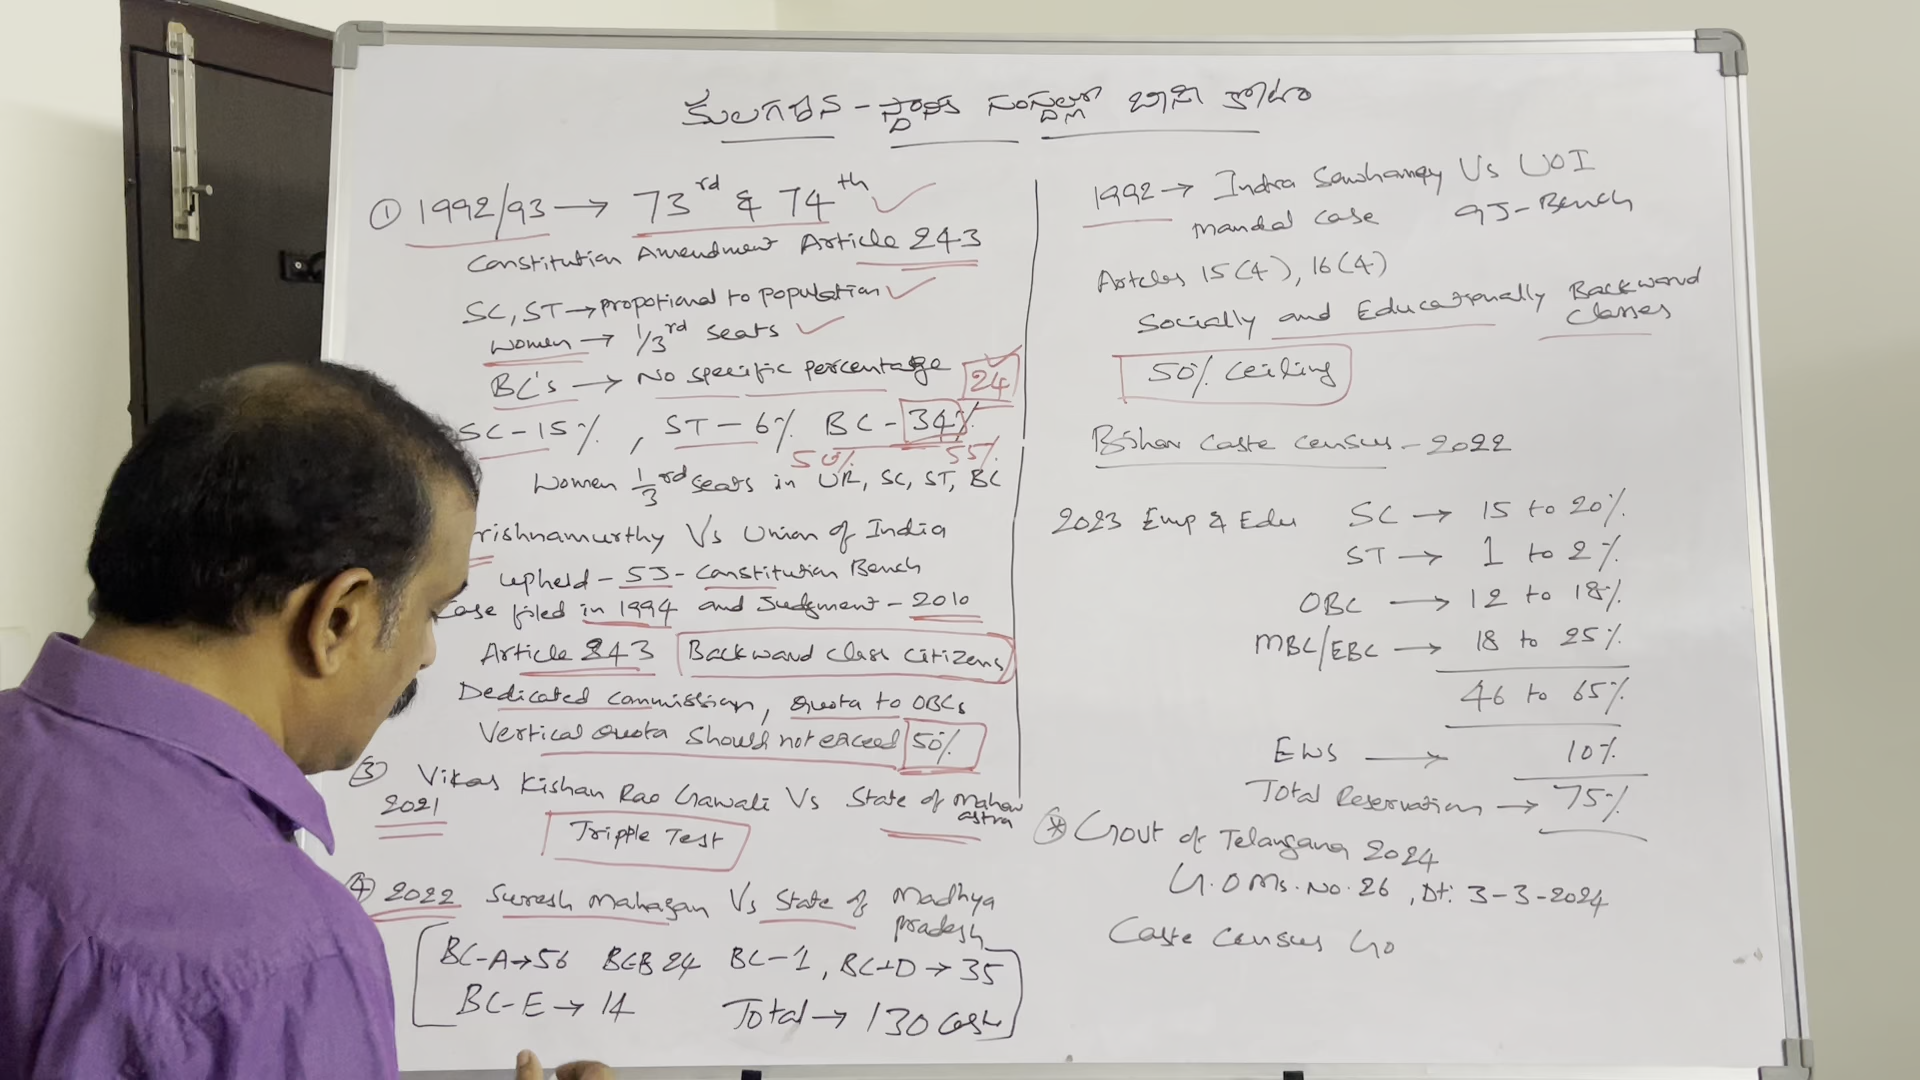 కులగణన - స్థానిక సంస్థల్లో బీసీ కోటా
① 1992/93 → 73rd & 74th
Constitution Amendment Article 243
SC, ST → propotional to population
Women → 1/3rd seats
BC's → No specific percentage 24
SC - 15%, ST - 6% BC - 34%
50% 55%
Women 1/3rd seats in UR, SC, ST, BC
rishnamurthy Vs Union of India
upheld - 5J - Constitution Bench
Case filed in 1994 and Judgment - 2010
Article 243 Backward class citizens
Dedicated commission, quota to OBCs
Vertical Quota should not exceed 50%
③ Vikas Kishan Rao Gawali Vs State of Mahar
astra
2021
Tripple Test
④ 2022 Suresh Mahajan Vs State of Madhya
pradesh
BC-A → 56 BCB 24 BC-1, BC-D → 35
BC-E → 14 Total → 130 caste
1992 → Indra Sawhaney Vs UOI
Mandal case 9J-Bench
Articles 15(4), 16(4)
Socially and Educationally Backward
Classes
50% ceiling
Bihar caste census - 2022
2023 Emp & Edu SC → 15 to 20%
ST → 1 to 2%
OBC → 12 to 18%
MBC/EBC → 18 to 25%
46 to 65%
EWS → 10%
Total Reservation → 75%
* Govt of Telangana 2024
G.O Ms. No. 26, Dt: 3-3-2024
Caste census Go